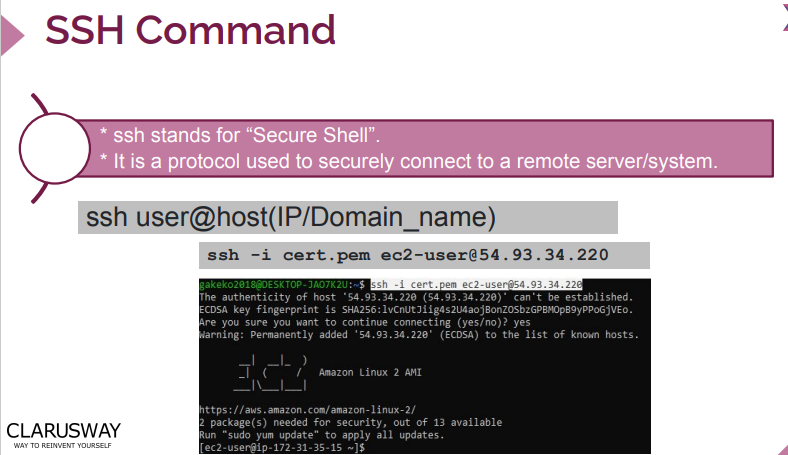 SSH Command
* ssh stands for “Secure Shell”.
* It is a protocol used to securely connect to a remote server/system.
ssh user@host(IP/Domain_name)
ssh -i cert.pem ec2-user@54.93.34.220
gakeko2018@DESKTOP-JAO7K2U:~$ ssh -i cert.pem ec2-user@54.93.34.220
The authenticity of host '54.93.34.220 (54.93.34.220)' can't be established.
ECDSA key fingerprint is SHA256:lvCnUtJiig4s2U4aojBonZOSbzGPBMOpB9yPPoGjVEo.
Are you sure you want to continue connecting (yes/no)? yes
Warning: Permanently added '54.93.34.220' (ECDSA) to the list of known hosts.
__|  __|_  )
_|  (     /   Amazon Linux 2 AMI
___|\___|___|
https://aws.amazon.com/amazon-linux-2/
2 package(s) needed for security, out of 13 available
Run "sudo yum update" to apply all updates.
[ec2-user@ip-172-31-35-15 ~]$
CLARUSWAY
WAY TO REINVENT YOURSELF